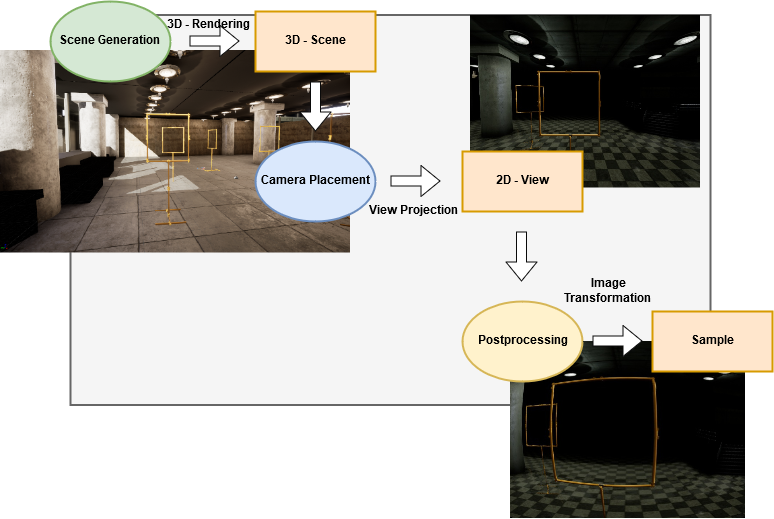 3D - Rendering
Scene Generation
3D - Scene
Camera Placement
2D - View
View Projection
Image
Transformation
Postprocessing
Sample